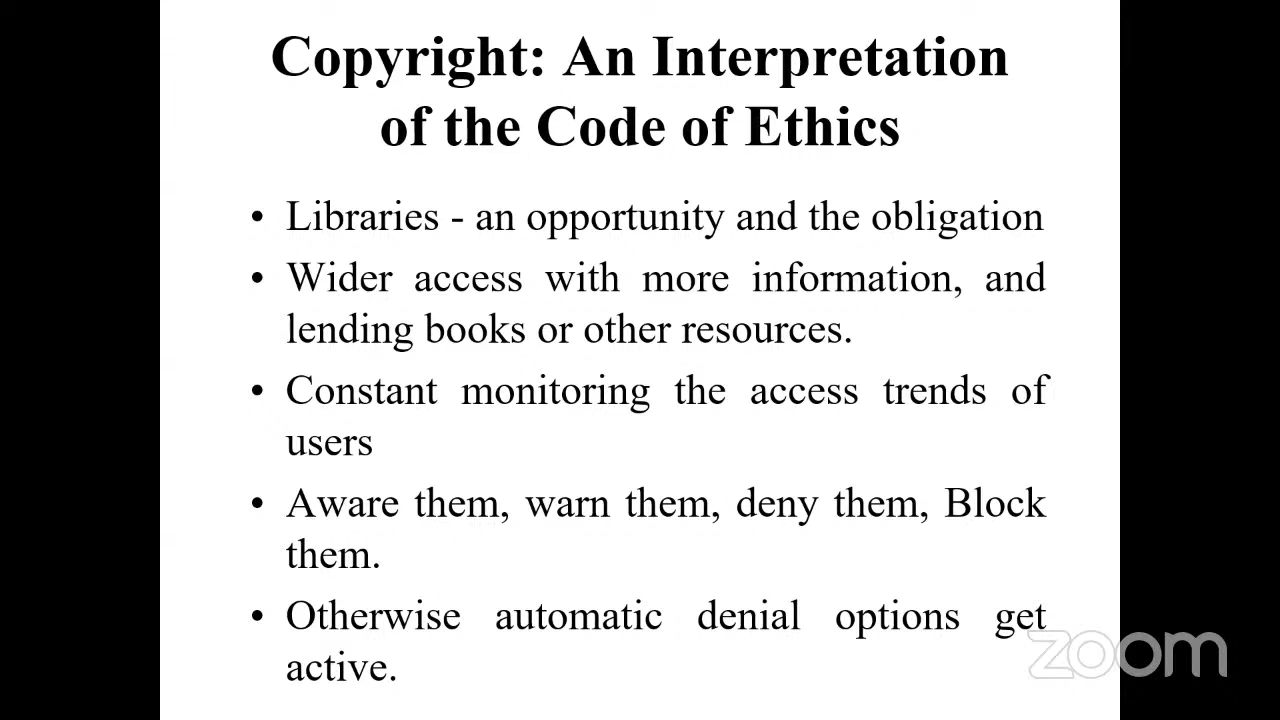 Copyright: An Interpretation
of the Code of Ethics
• Libraries - an opportunity and the obligation
• Wider access with more information, and
lending books or other resources.
• Constant monitoring the access trends of
users
• Aware them, warn them, deny them, Block
them.
• Otherwise automatic denial options get
active.
zoom